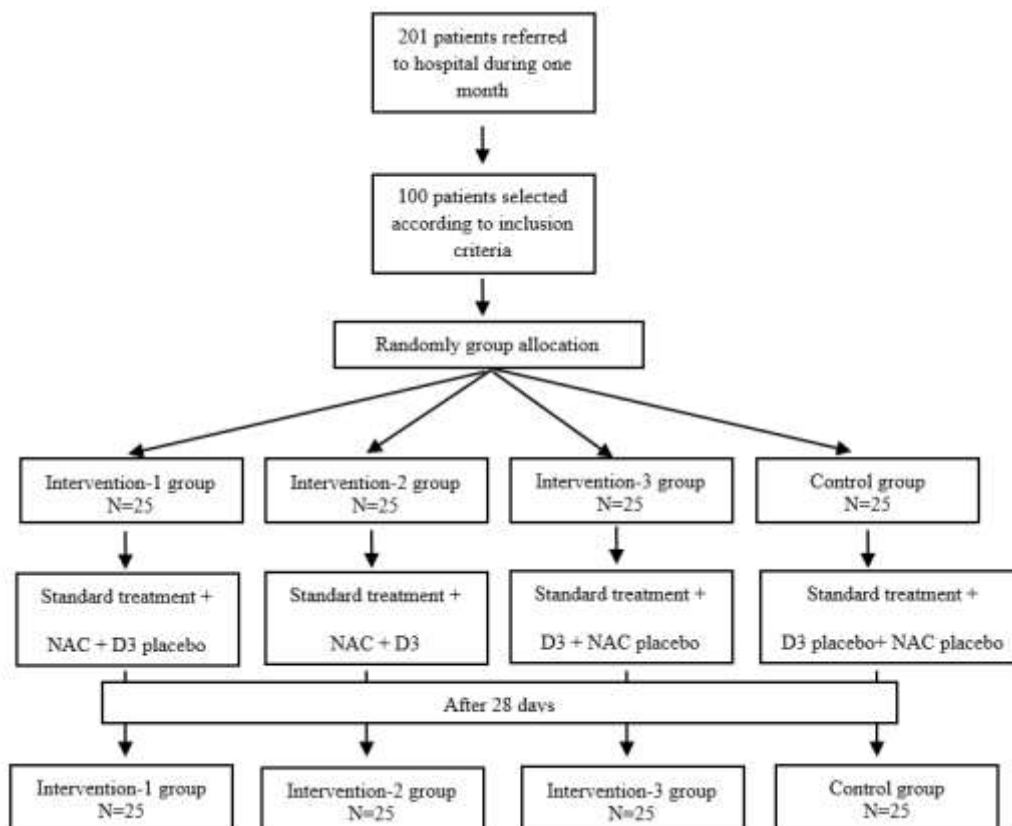 201 patients referred
to hospital during one
month
100 patients selected
according to inclusion
criteria
Randomly group allocation
Intervention-1 group
N=25
Intervention-2 group
N=25
Intervention-3 group
N=25
Control group
N=25
Standard treatment +
NAC + D3 placebo
Standard treatment +
NAC + D3
Standard treatment +
D3 + NAC placebo
Standard treatment +
D3 placebo+ NAC placebo
After 28 days
Intervention-1 group
N=25
Intervention-2 group
N=25
Intervention-3 group
N=25
Control group
N=25